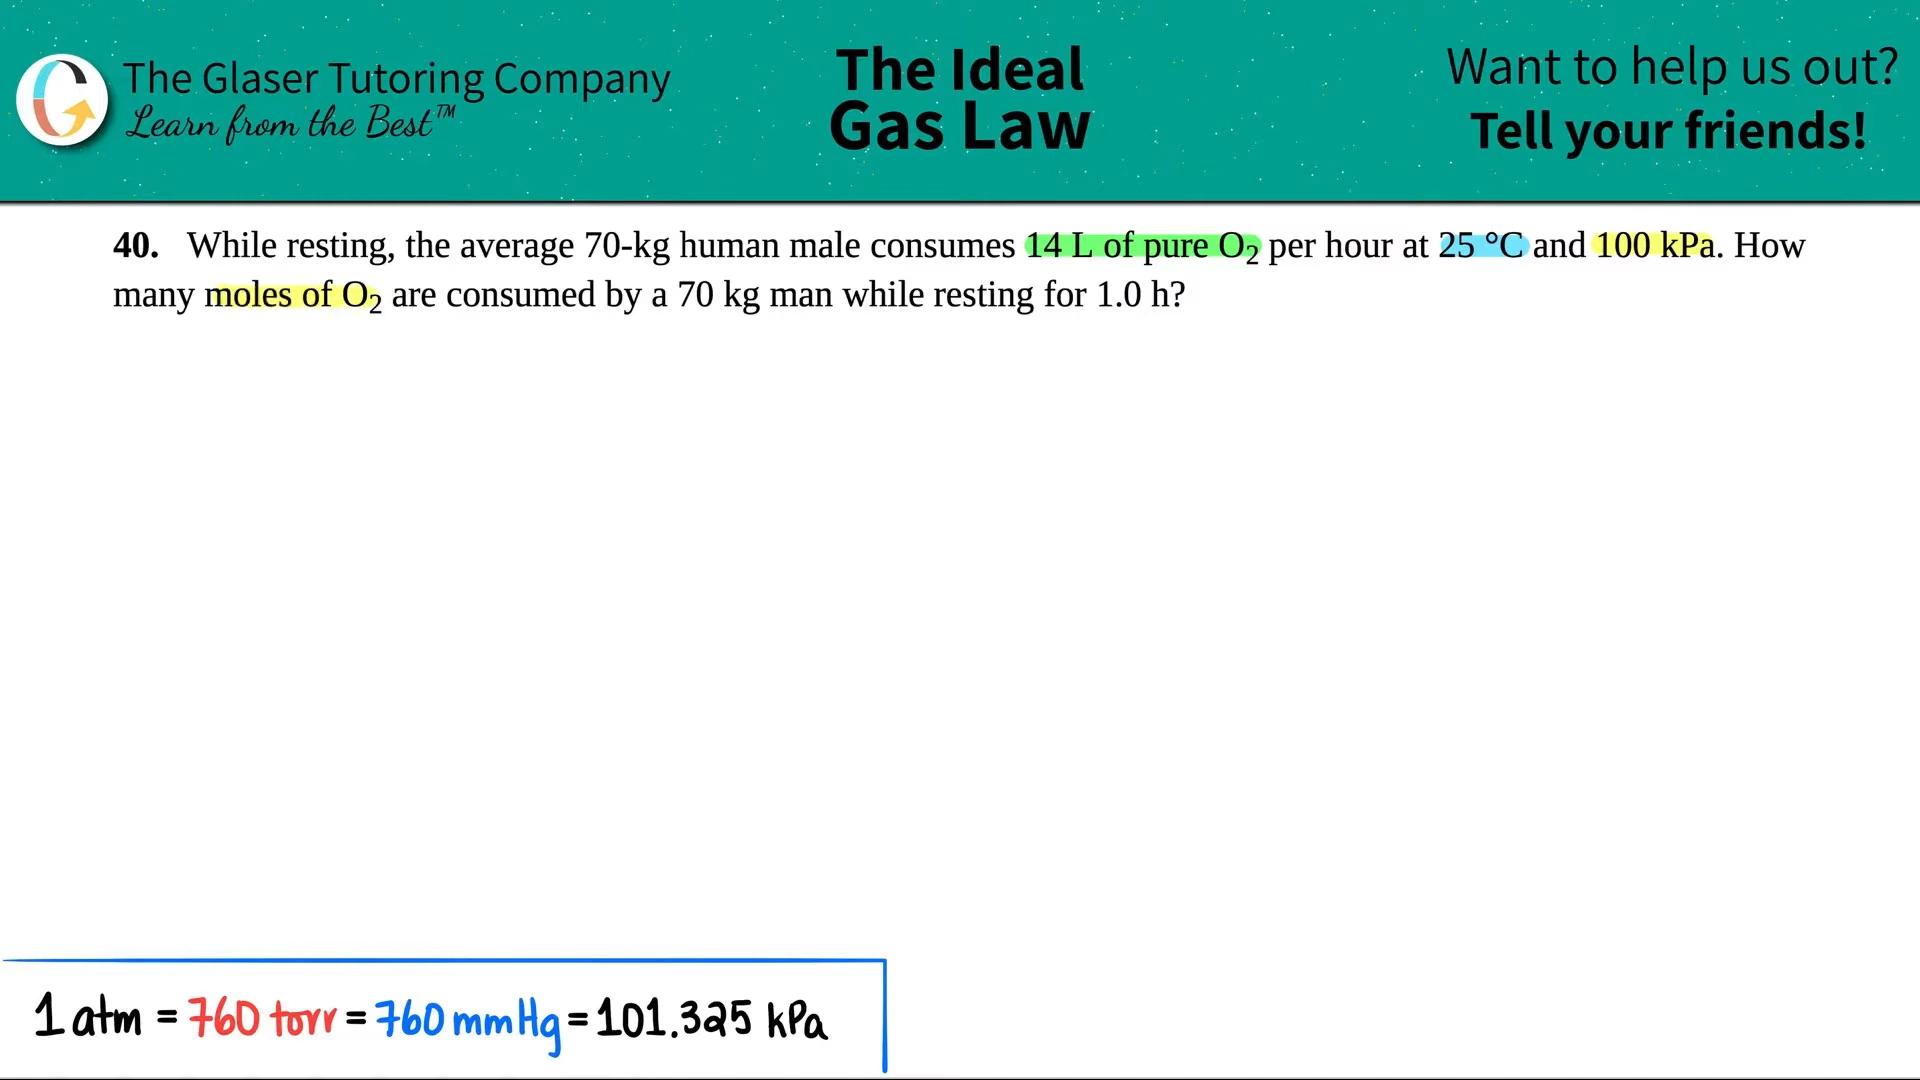 The Glaser Tutoring Company
Learn from the Best™
The Ideal
Gas Law
Want to help us out?
Tell your friends!
40. While resting, the average 70-kg human male consumes 14 L of pure O₂ per hour at 25 °C and 100 kPa. How
many moles of O₂ are consumed by a 70 kg man while resting for 1.0 h?
1 atm = 760 torr = 760 mmHg = 101.325 kPa